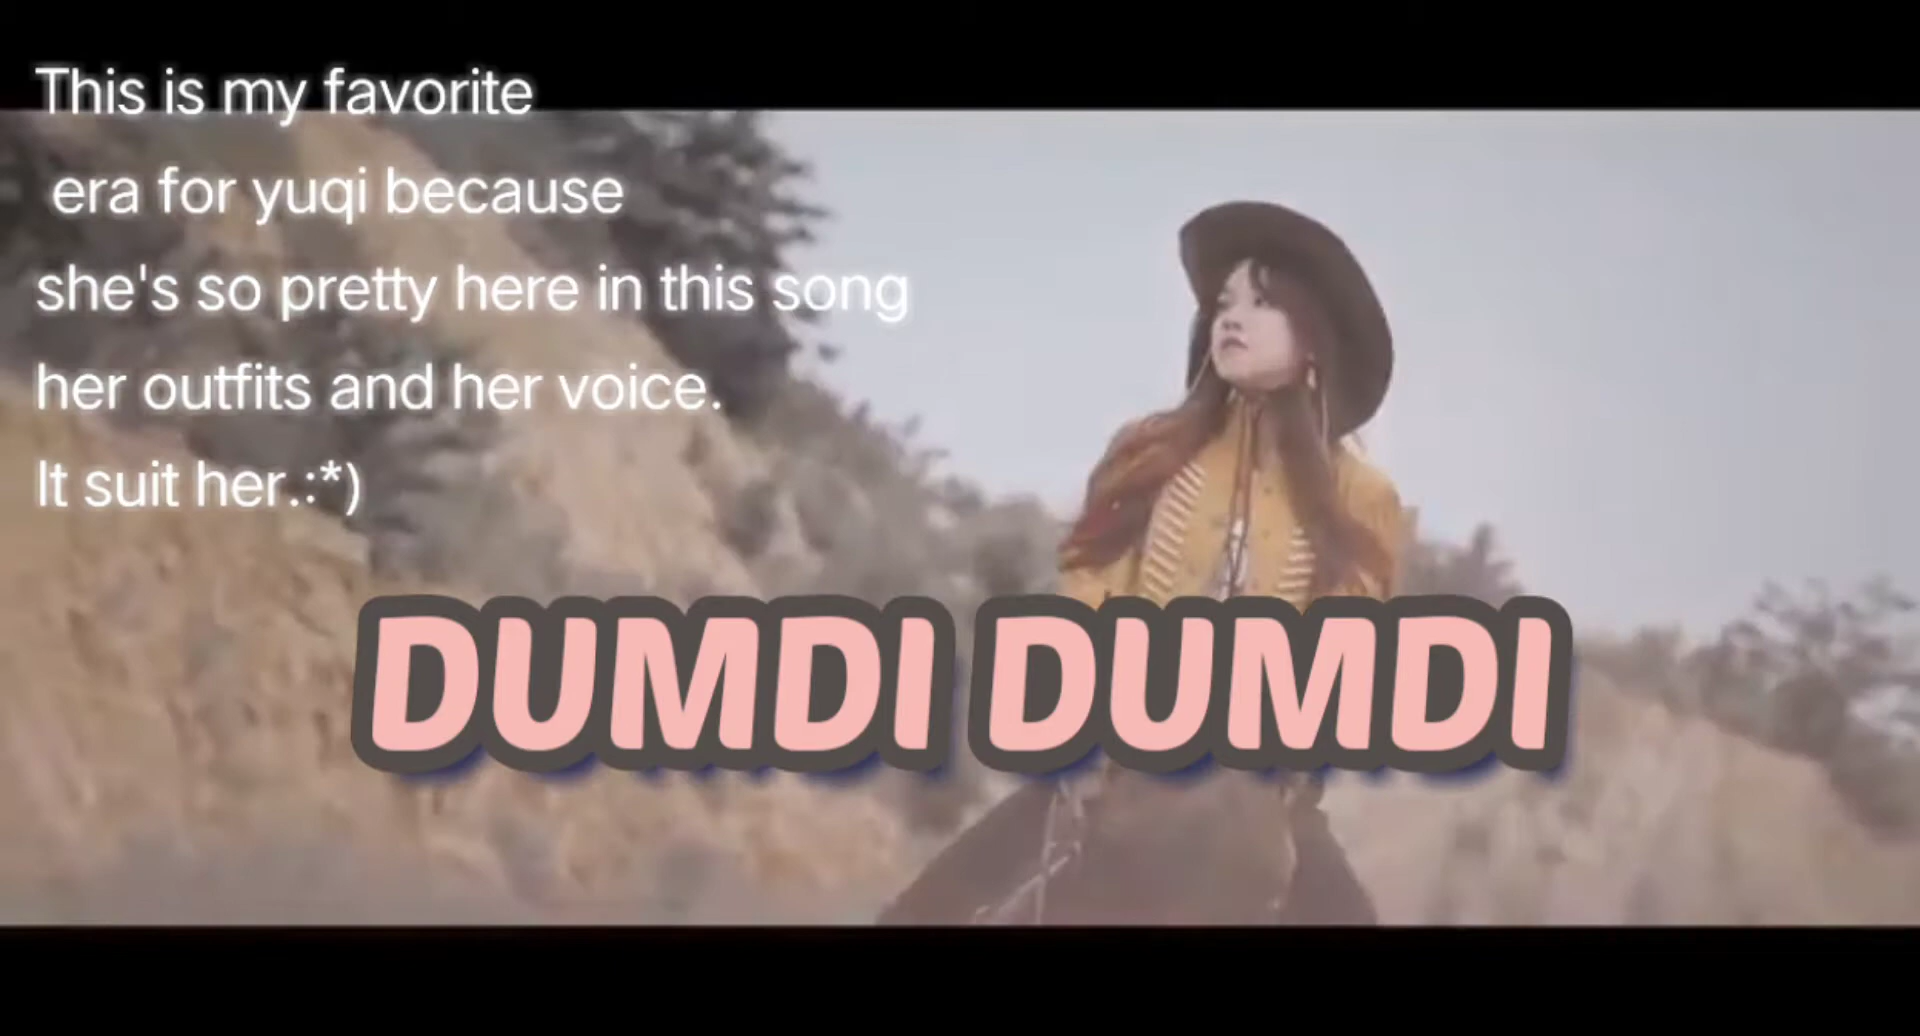 This is my favorite
era for yuqi because
she's so pretty here in this song
her outfits and her voice.
It suit her.:*)
DUMDI DUMDI